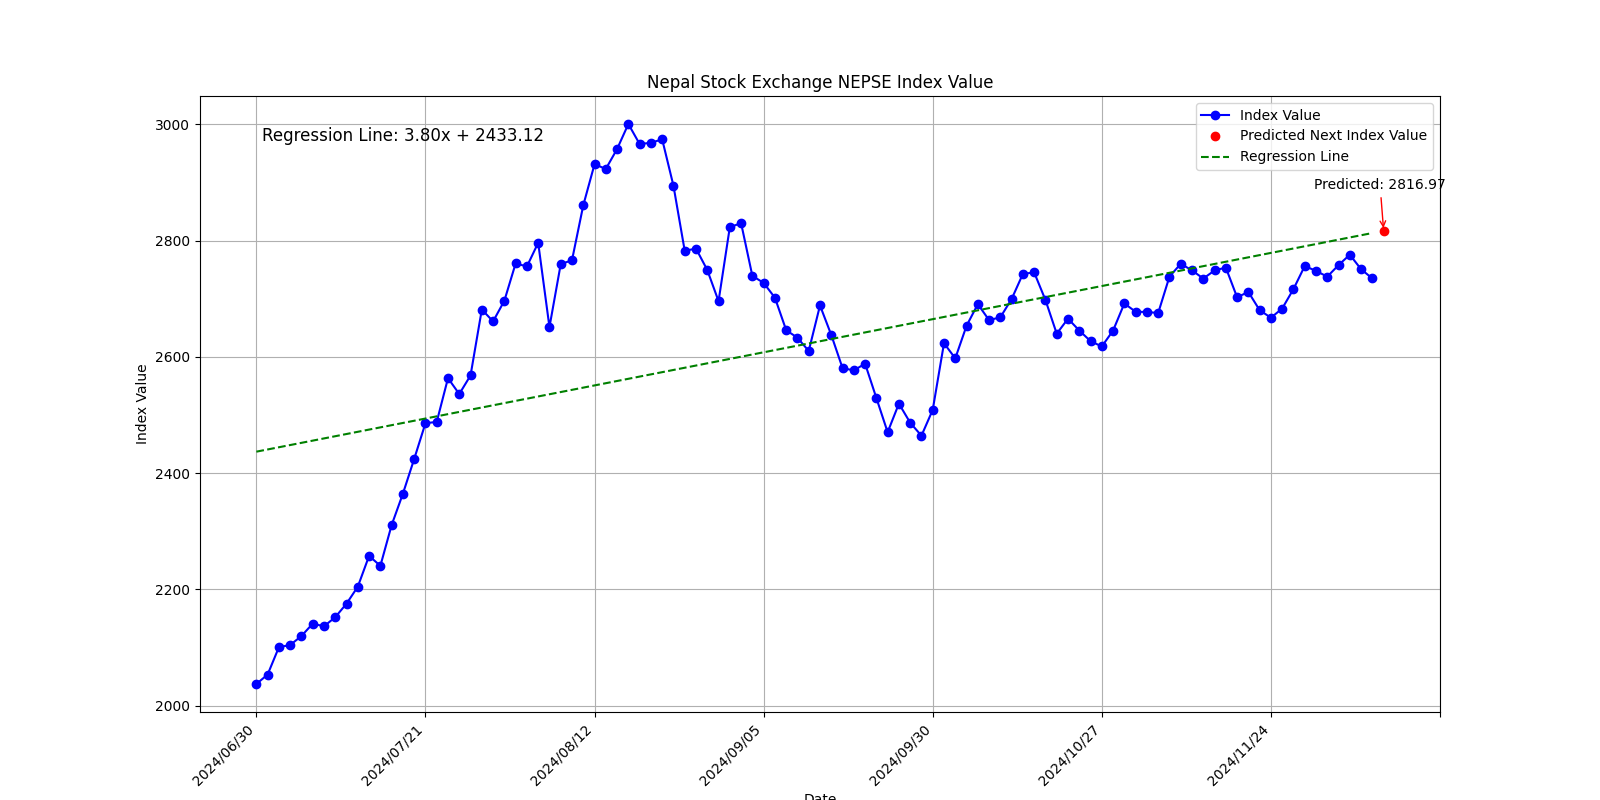 Nepal Stock Exchange NEPSE Index Value
Regression Line: 3.80x + 2433.12
Index Value
Predicted Next Index Value
Regression Line
Predicted: 2816.97
3000
2800
2600
2400
2200
2000
Index Value
2024/06/30
2024/07/21
2024/08/12
2024/09/05
2024/09/30
2024/10/27
2024/11/24
Date